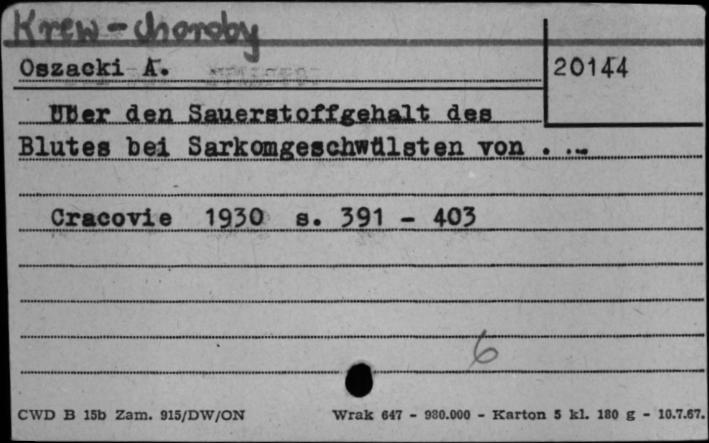 Krew - choroby
Oszacki A.
20144
Über den Sauerstoffgehalt des
Blutes bei Sarkomgeschwülsten von . ..
Cracovie 1930 s. 391 - 403
6
CWD B 15b Zam. 915/DW/ON Wrak 647 - 980.000 - Karton 5 kl. 180 g - 10.7.67.